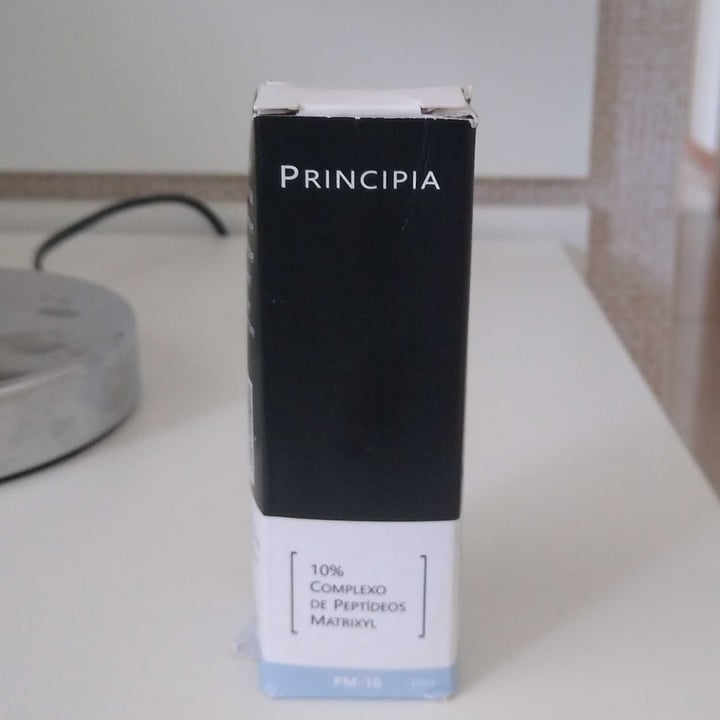 PRINCIPIA
10%
COMPLEXO
DE PEPTÍDEOS
MATRIXYL
PM-10